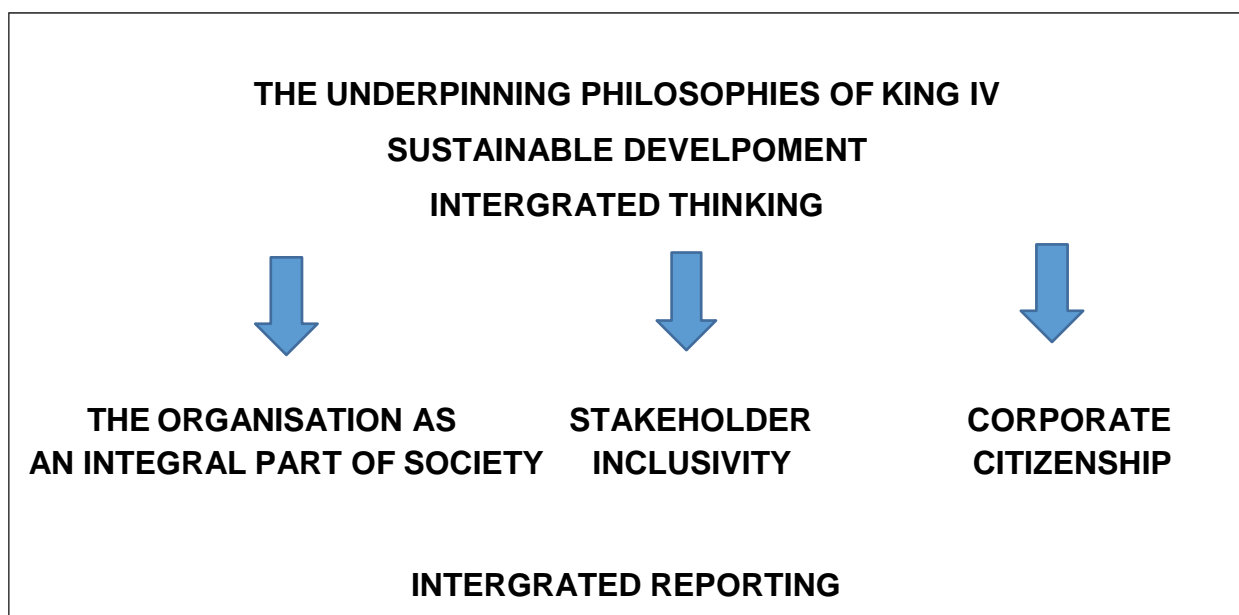 THE UNDERPINNING PHILOSOPHIES OF KING IV
SUSTAINABLE DEVELPOMENT
INTERGRATED THINKING
THE ORGANISATION AS
AN INTEGRAL PART OF SOCIETY
STAKEHOLDER
INCLUSIVITY
CORPORATE
CITIZENSHIP
INTERGRATED REPORTING